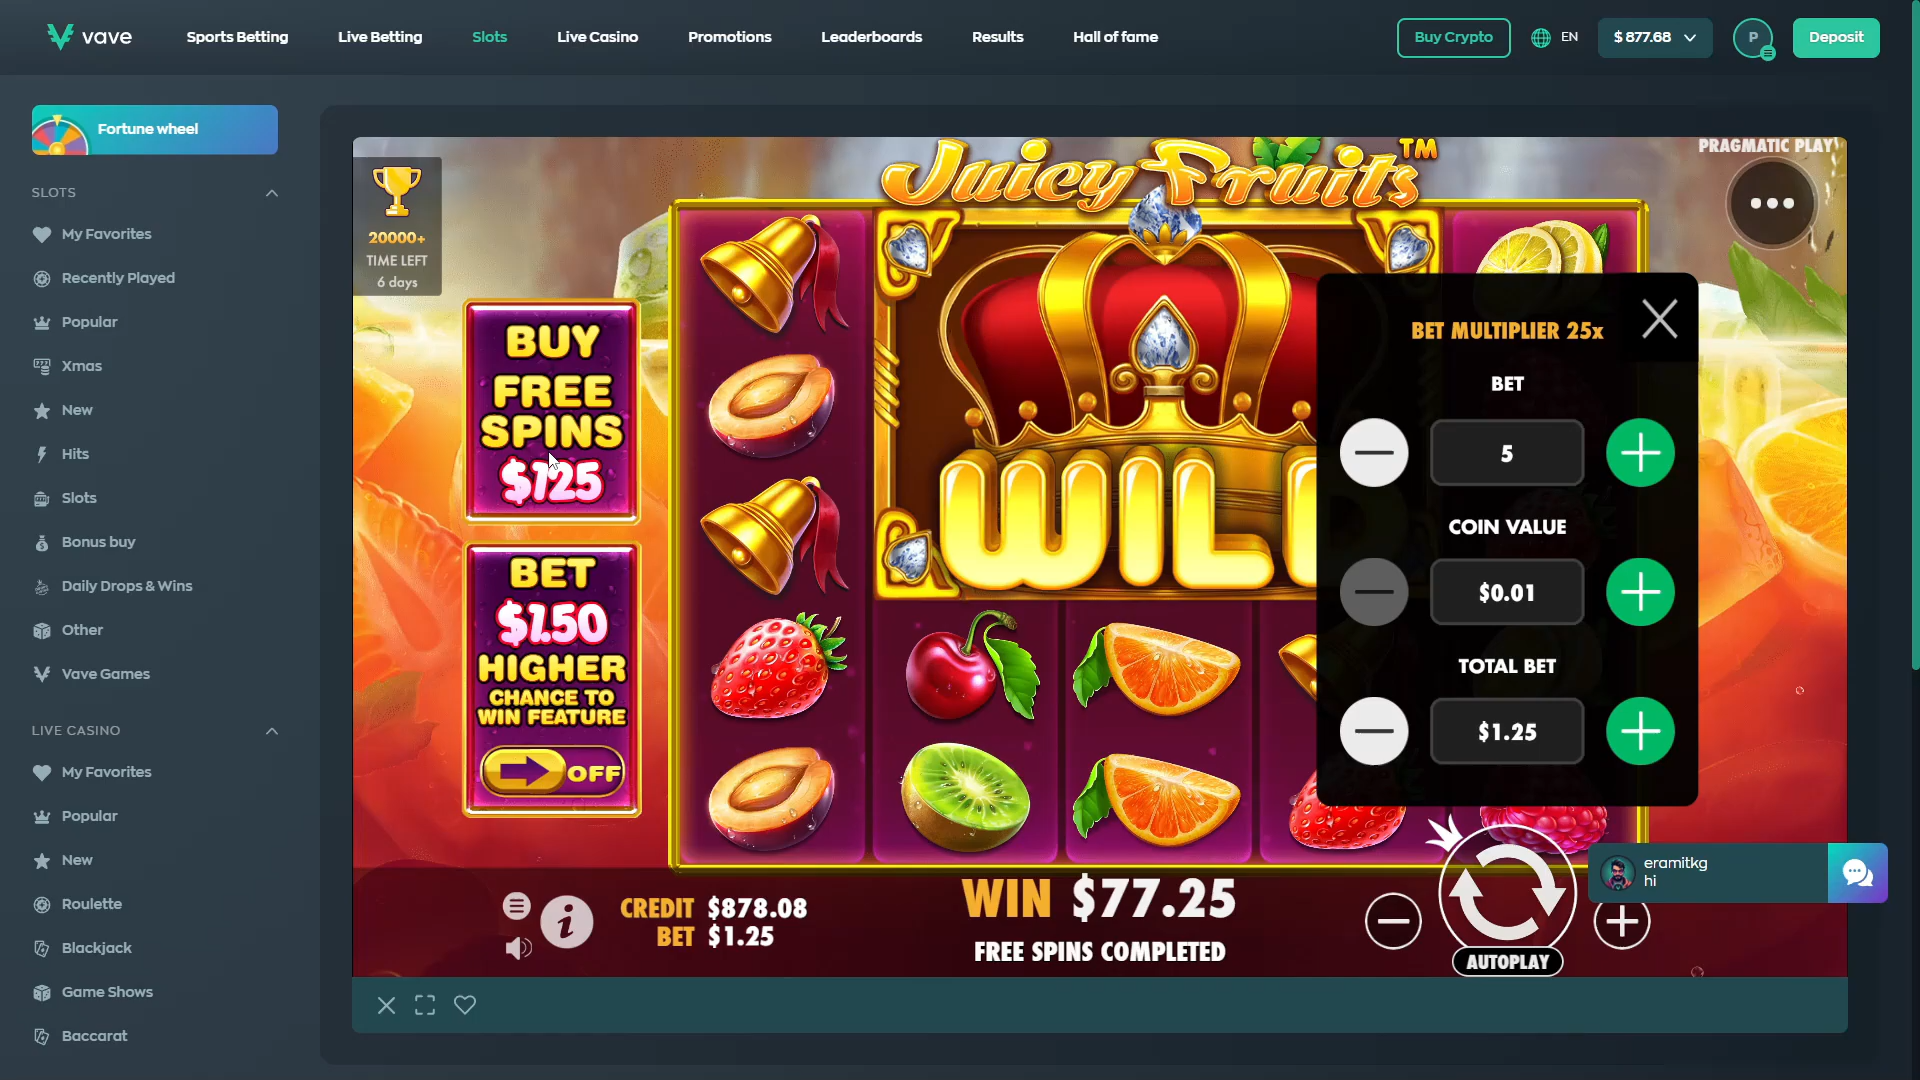 vave
Sports Betting
Live Betting
Slots
Live Casino
Promotions
Leaderboards
Results
Hall of fame
Buy Crypto
EN
$ 877.68
P
Deposit
Fortune wheel
SLOTS
My Favorites
Recently Played
Popular
Xmas
New
Hits
Slots
Bonus buy
Daily Drops & Wins
Other
Vave Games
LIVE CASINO
My Favorites
Popular
New
Roulette
Blackjack
Game Shows
Baccarat
20000+
TIME LEFT
6 days
Juicy Fruits™
PRAGMATIC PLAY
BUY
FREE
SPINS
$125
BET
$1.50
HIGHER
CHANCE TO
WIN FEATURE
OFF
WIL
BET MULTIPLIER 25x
BET
5
COIN VALUE
$0.01
TOTAL BET
$1.25
CREDIT $878.08
BET $1.25
WIN $77.25
FREE SPINS COMPLETED
AUTOPLAY
eramitkg
hi